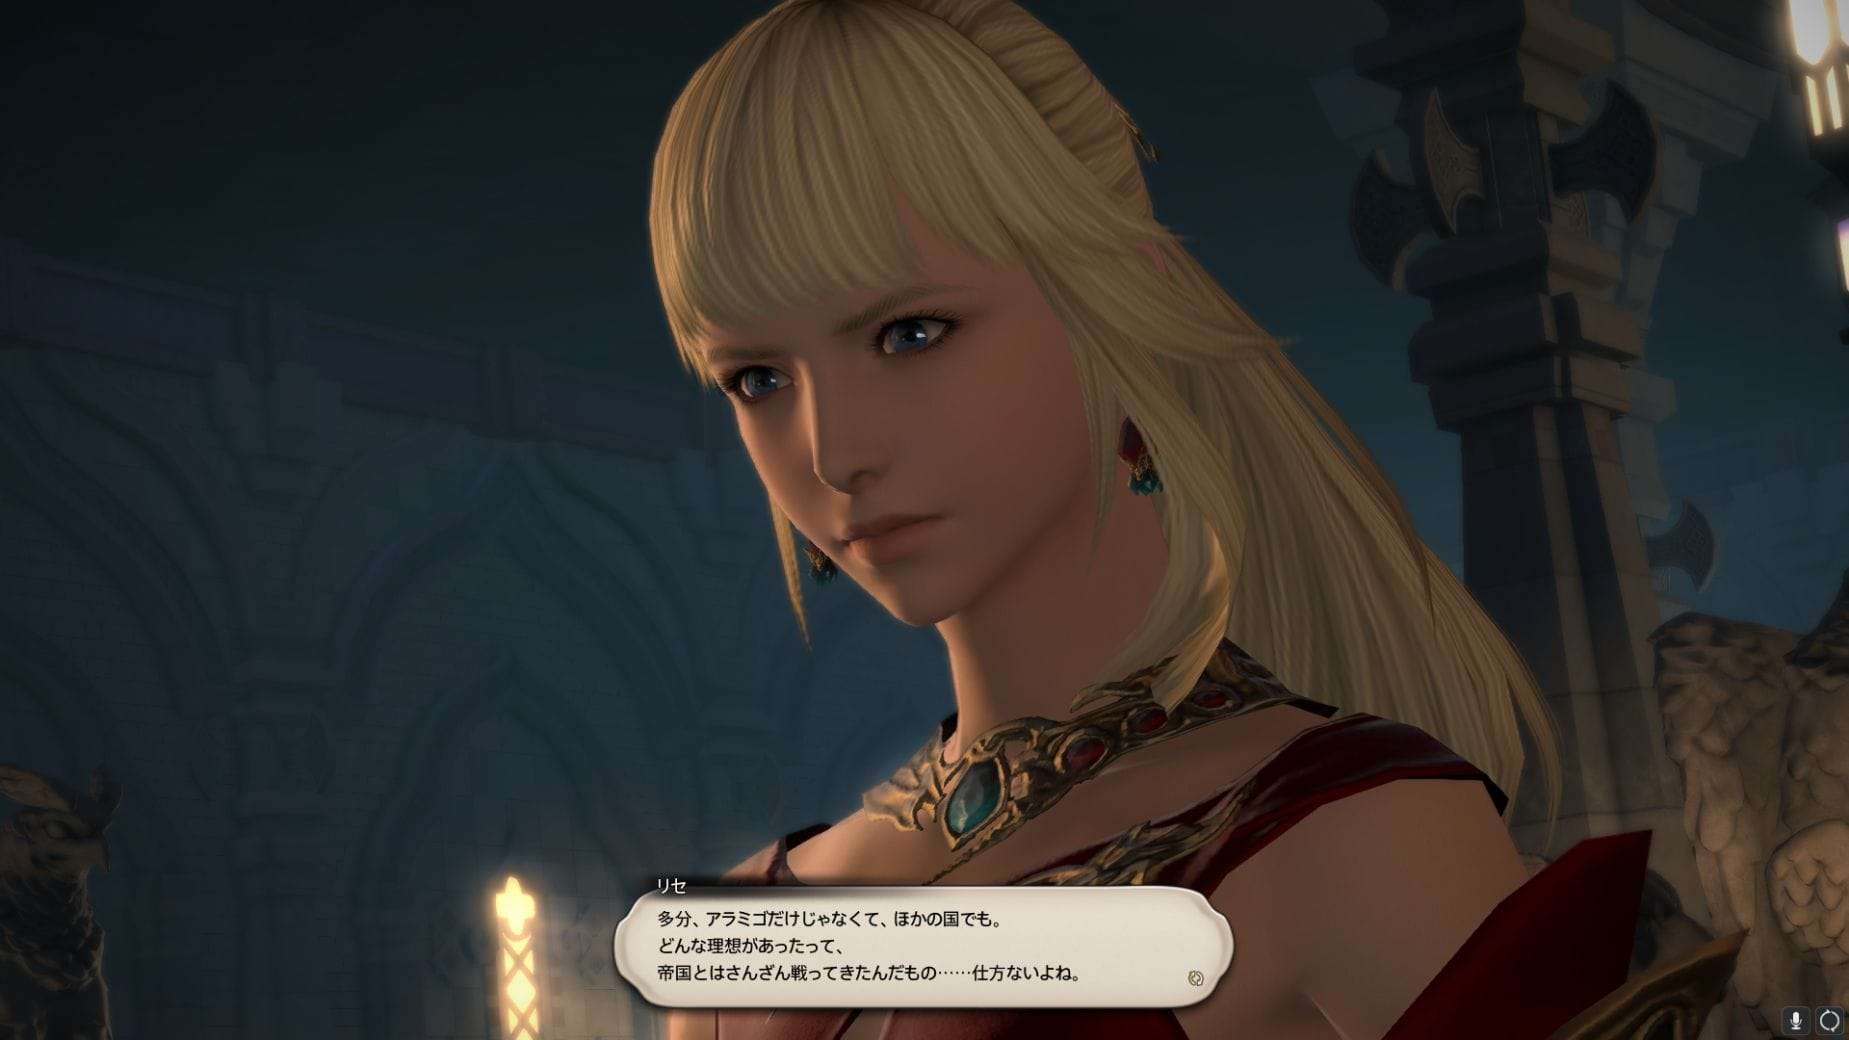 リセ
多分、アラミゴだけじゃなくて、ほかの国でも。
どんな理想があったって、
帝国とはさんざん戦ってきたんだもの……仕方ないよね。